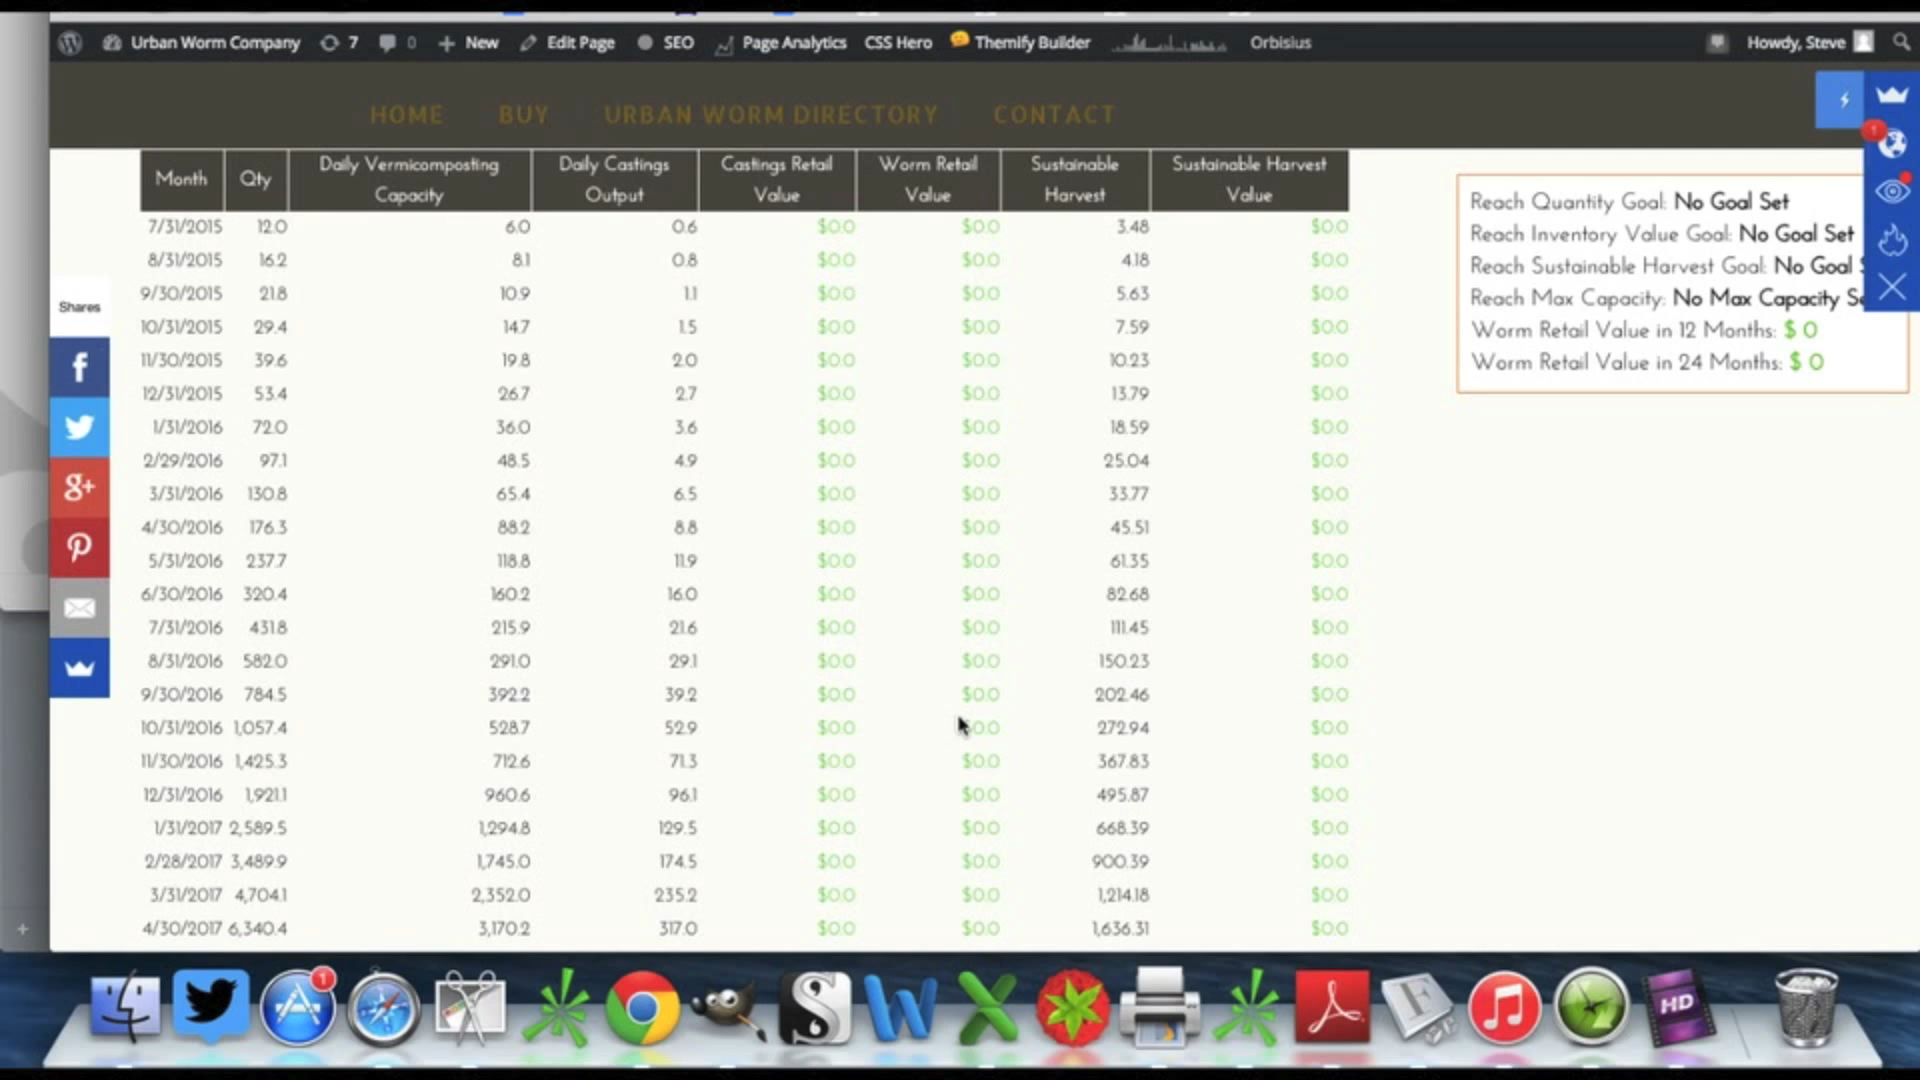 Urban Worm Company 7 0 New Edit Page SEO Page Analytics CSS Hero Themify Builder Orbisius Howdy, Steve
HOME BUY URBAN WORM DIRECTORY CONTACT
Month Qty Daily Vermicomposting Capacity Daily Castings Output Castings Retail Value Worm Retail Value Sustainable Harvest Sustainable Harvest Value
7/31/2015 12.0 6.0 0.6 $0.0 $0.0 3.48 $0.0
8/31/2015 16.2 8.1 0.8 $0.0 $0.0 4.18 $0.0
9/30/2015 21.8 10.9 1.1 $0.0 $0.0 5.63 $0.0
10/31/2015 29.4 14.7 1.5 $0.0 $0.0 7.59 $0.0
11/30/2015 39.6 19.8 2.0 $0.0 $0.0 10.23 $0.0
12/31/2015 53.4 26.7 2.7 $0.0 $0.0 13.79 $0.0
1/31/2016 72.0 36.0 3.6 $0.0 $0.0 18.59 $0.0
2/29/2016 97.1 48.5 4.9 $0.0 $0.0 25.04 $0.0
3/31/2016 130.8 65.4 6.5 $0.0 $0.0 33.77 $0.0
4/30/2016 176.3 88.2 8.8 $0.0 $0.0 45.51 $0.0
5/31/2016 237.7 118.8 11.9 $0.0 $0.0 61.35 $0.0
6/30/2016 320.4 160.2 16.0 $0.0 $0.0 82.68 $0.0
7/31/2016 431.8 215.9 21.6 $0.0 $0.0 111.45 $0.0
8/31/2016 582.0 291.0 29.1 $0.0 $0.0 150.23 $0.0
9/30/2016 784.5 392.2 39.2 $0.0 $0.0 202.46 $0.0
10/31/2016 1,057.4 528.7 52.9 $0.0 0.0 272.94 $0.0
11/30/2016 1,425.3 712.6 71.3 $0.0 $0.0 367.83 $0.0
12/31/2016 1,921.1 960.6 96.1 $0.0 $0.0 495.87 $0.0
1/31/2017 2,589.5 1,294.8 129.5 $0.0 $0.0 668.39 $0.0
2/28/2017 3,489.9 1,745.0 174.5 $0.0 $0.0 900.39 $0.0
3/31/2017 4,704.1 2,352.0 235.2 $0.0 $0.0 1,214.18 $0.0
4/30/2017 6,340.4 3,170.2 317.0 $0.0 $0.0 1,636.31 $0.0
Shares
f
g+
Reach Quantity Goal: No Goal Set
Reach Inventory Value Goal: No Goal Set
Reach Sustainable Harvest Goal: No Goal S
Reach Max Capacity: No Max Capacity Se
Worm Retail Value in 12 Months: $ 0
Worm Retail Value in 24 Months: $ 0
1
1
S
W
X
F
HD